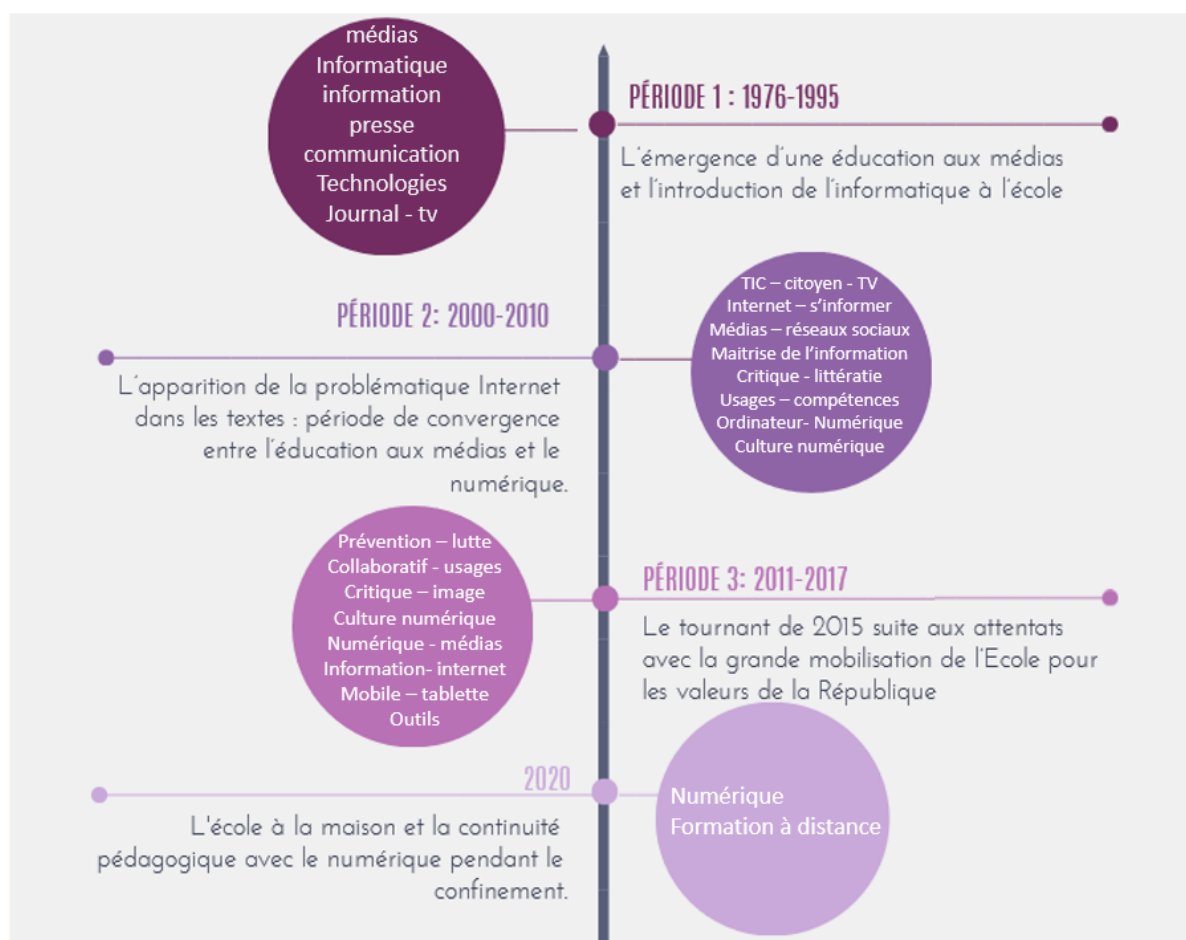 médias
Informatique
information
presse
communication
Technologies
Journal - tv
PÉRIODE 1 : 1976-1995
L'émergence d'une éducation aux médias
et l'introduction de l'informatique à l'école
PÉRIODE 2: 2000-2010
L'apparition de la problématique Internet
dans les textes : période de convergence
entre l'éducation aux médias et le
numérique.
TIC – citoyen - TV
Internet – s'informer
Médias – réseaux sociaux
Maitrise de l'information
Critique - littératie
Usages – compétences
Ordinateur- Numérique
Culture numérique
Prévention – lutte
Collaboratif - usages
Critique – image
Culture numérique
Numérique - médias
Information- internet
Mobile – tablette
Outils
PÉRIODE 3: 2011-2017
Le tournant de 2015 suite aux attentats
avec la grande mobilisation de l'Ecole pour
les valeurs de la République
2020
L'école à la maison et la continuité
pédagogique avec le numérique pendant le
confinement.
Numérique
Formation à distance